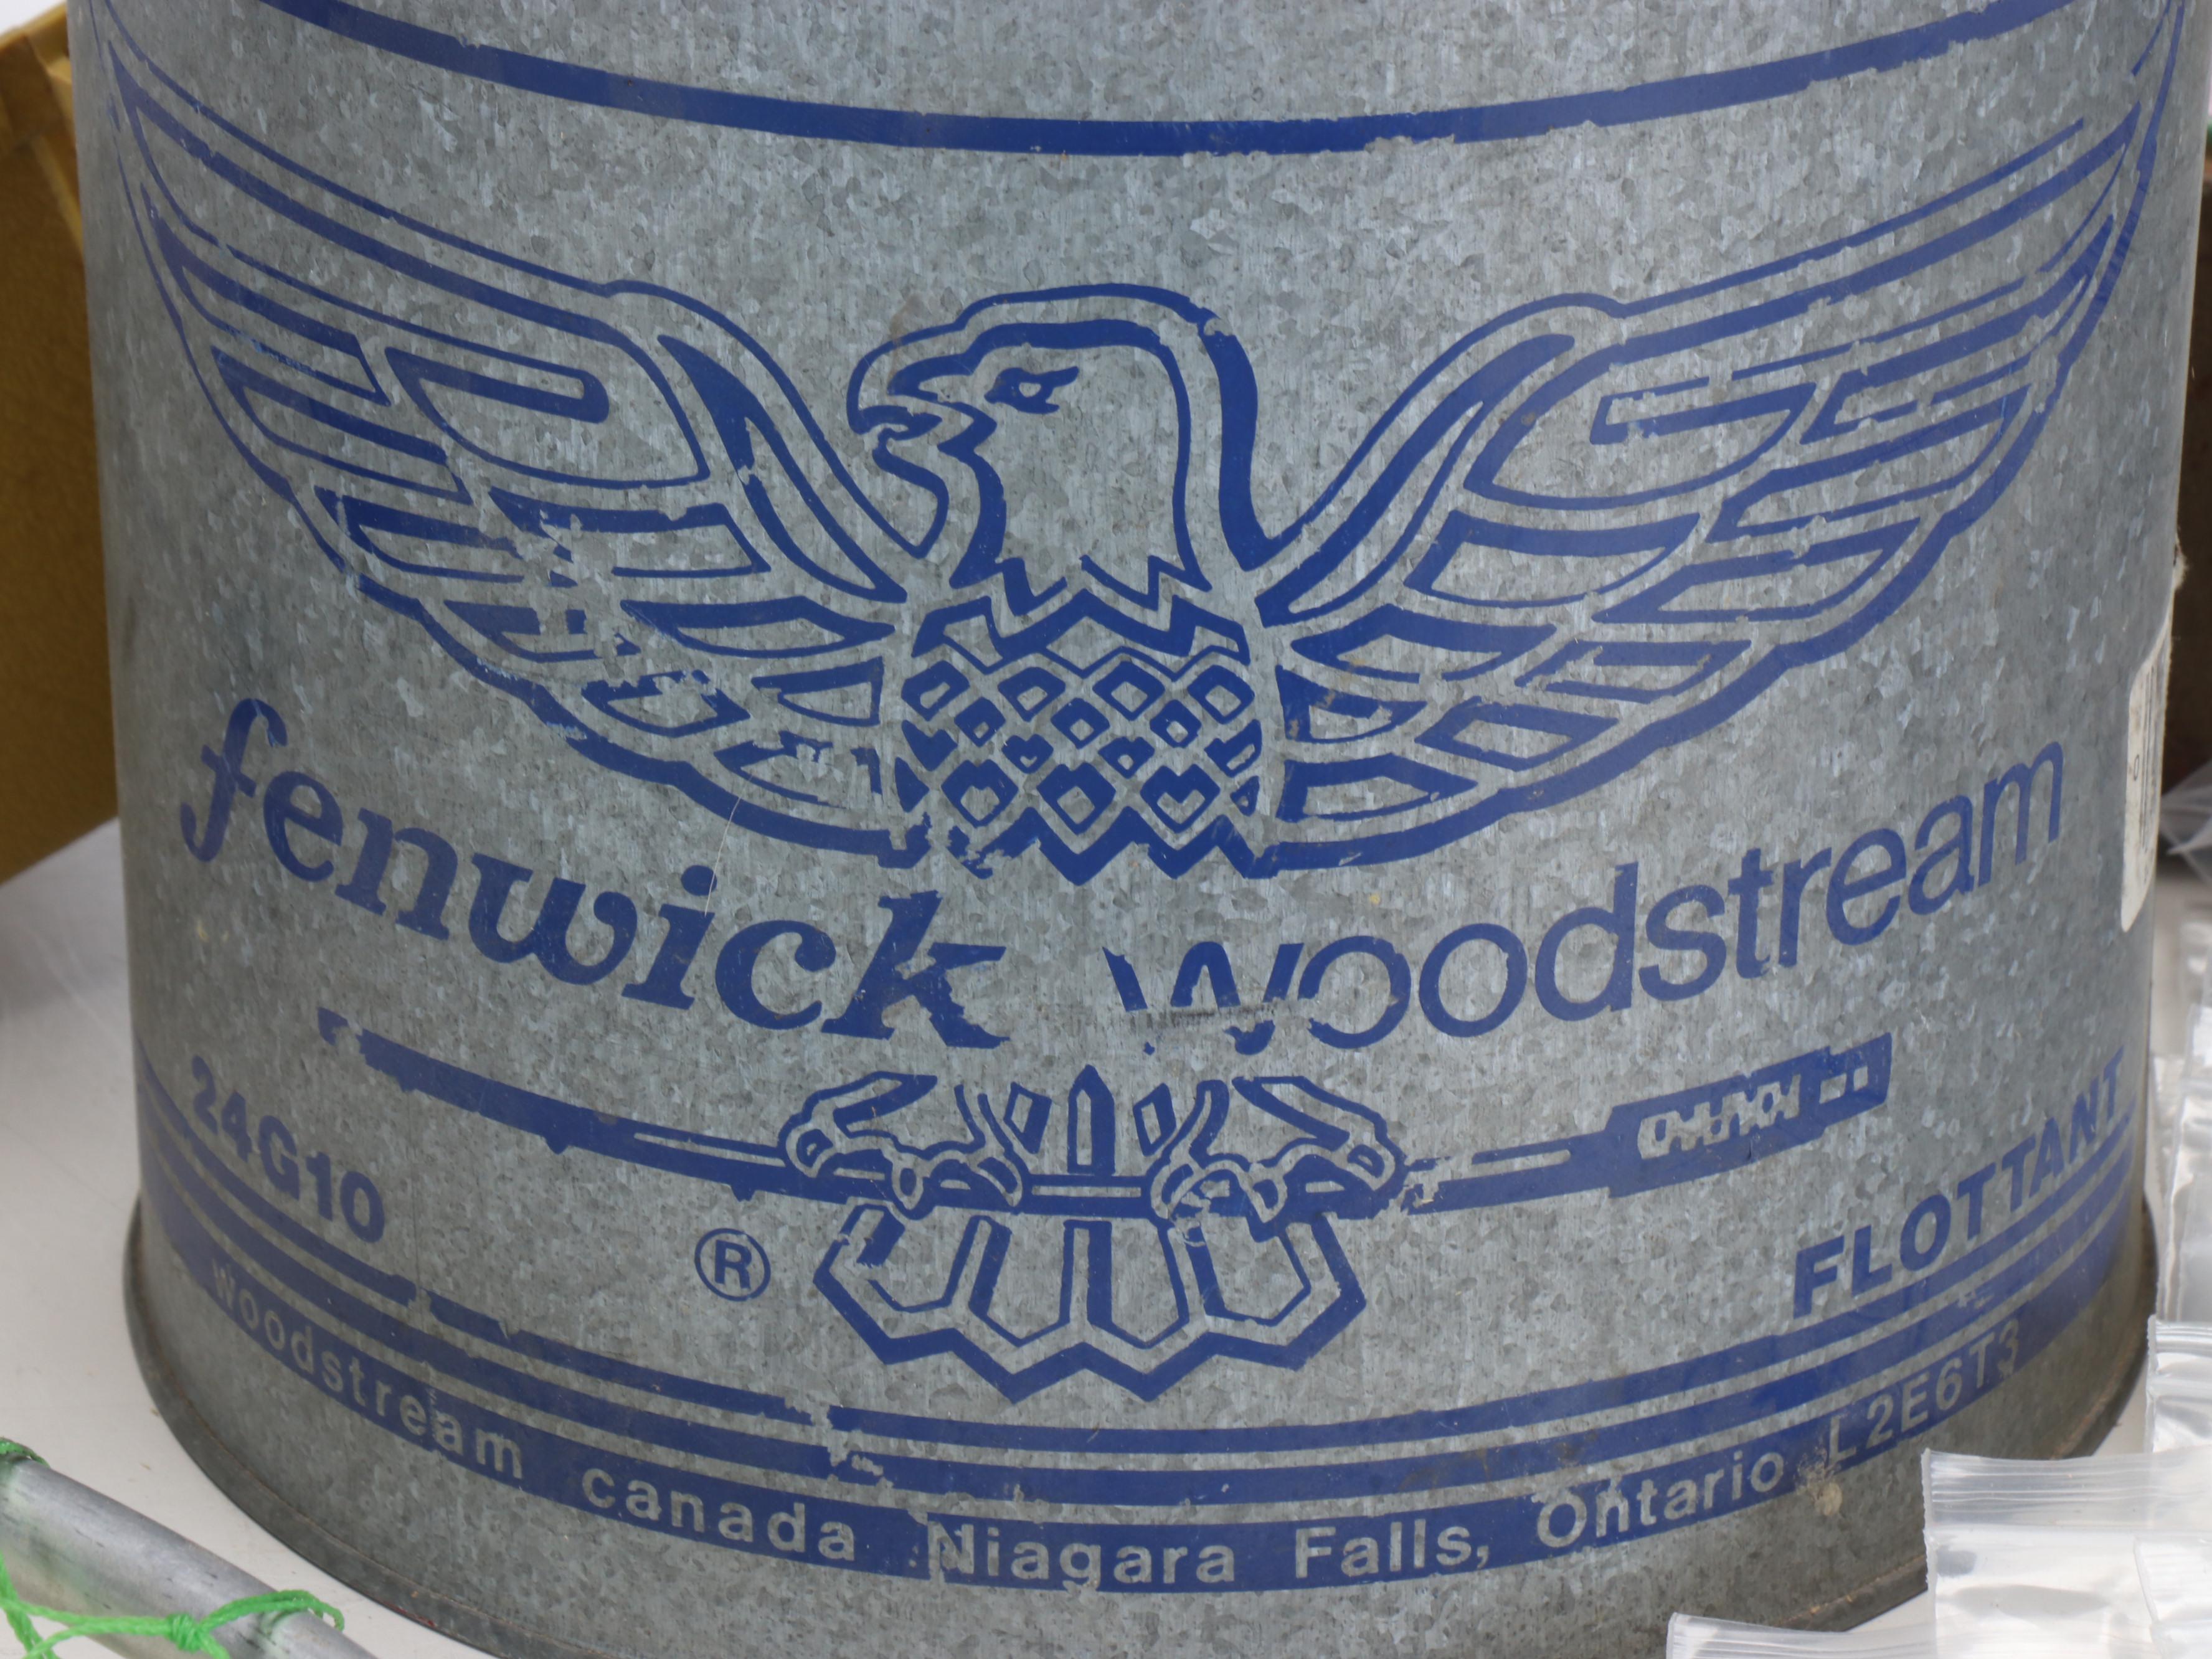 fenwick woodstream
24G10
®
FLOTTANT
woodstream canada Niagara Falls, Ontario L2E6T3